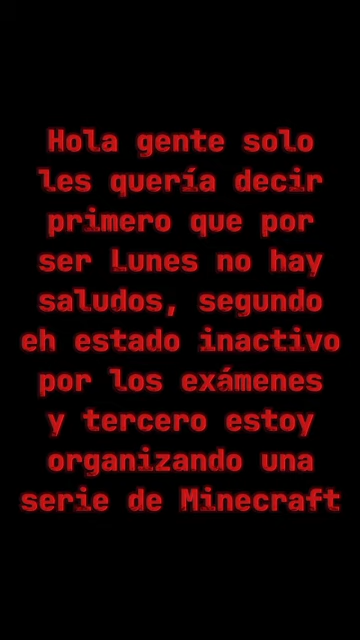 Hola gente solo
les quería decir
primero que por
ser Lunes no hay
saludos, segundo
eh estado inactivo
por los exámenes
y tercero estoy
organizando una
serie de Minecraft